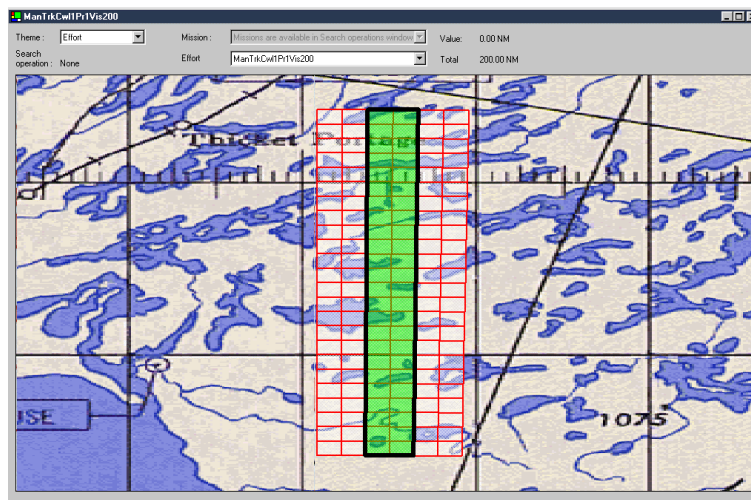 ManTrkCwl1Pr1Vis200
Theme : Effort Mission : Missions are available in Search operations window Value: 0.00 NM
Search operation : None Effort ManTrkCwl1Pr1Vis200 Total 200.00 NM
Thicket Portage
USE
1075